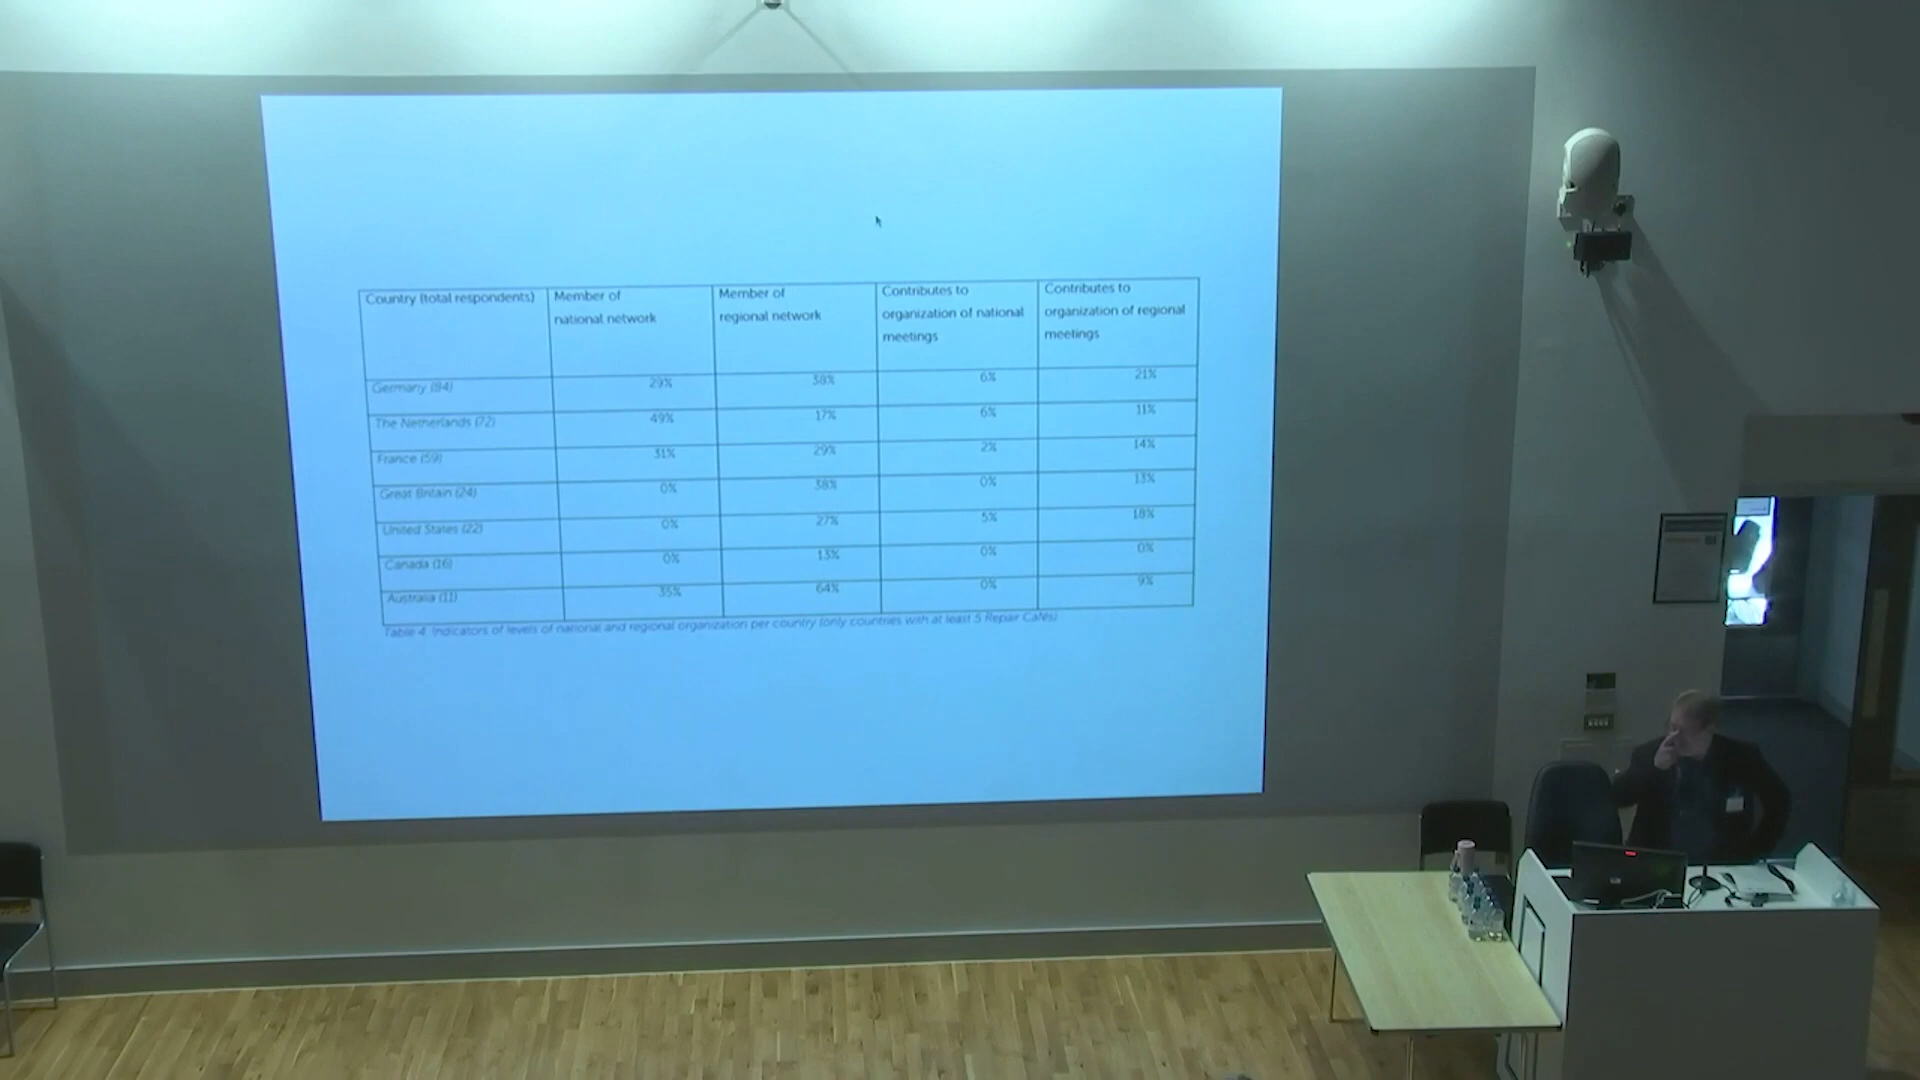 Country (total respondents) Member of national network Member of regional network Contributes to organization of national meetings Contributes to organization of regional meetings
Germany (84) 29% 38% 6% 21%
The Netherlands (72) 49% 17% 6% 11%
France (59) 31% 29% 2% 14%
Great Britain (24) 0% 38% 0% 13%
United States (22) 0% 27% 5% 18%
Canada (16) 0% 13% 0% 0%
Australia (11) 35% 64% 0% 9%
Table 4. Indicators of levels of national and regional organization per country (only countries with at least 5 Repair Cafés)